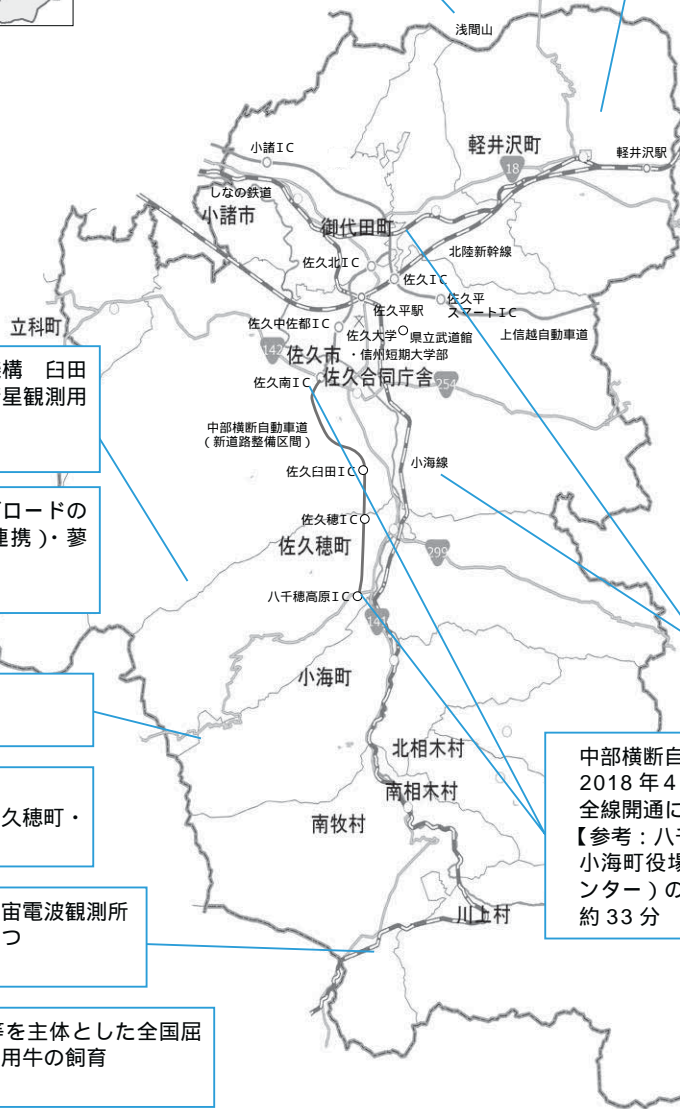 浅間山
軽井沢町
小諸IC
軽井沢駅
18
しなの鉄道
小諸市
御代田町
北陸新幹線
佐久北IC
佐久IC
佐久平
スマートIC
佐久平駅
立科町
佐久中佐都IC
佐久大学
・信州短期大学部
県立武道館
上信越自動車道
142
佐久市
佐久合同庁舎
254
佐久南IC
構 臼田
星観測用
中部横断自動車道
(新道路整備区間)
小海線
佐久臼田IC
ロードの
連携)・蓼
佐久穂IC
佐久穂町
299
八千穂高原IC
141
小海町
北相木村
南相木村
中部横断自
2018年4
全線開通に
【参考:八千
小海町役場
ンター)の
約33分
久穂町・
南牧村
宙電波観測所
つ
川上村
等を主体とした全国屈
用牛の飼育